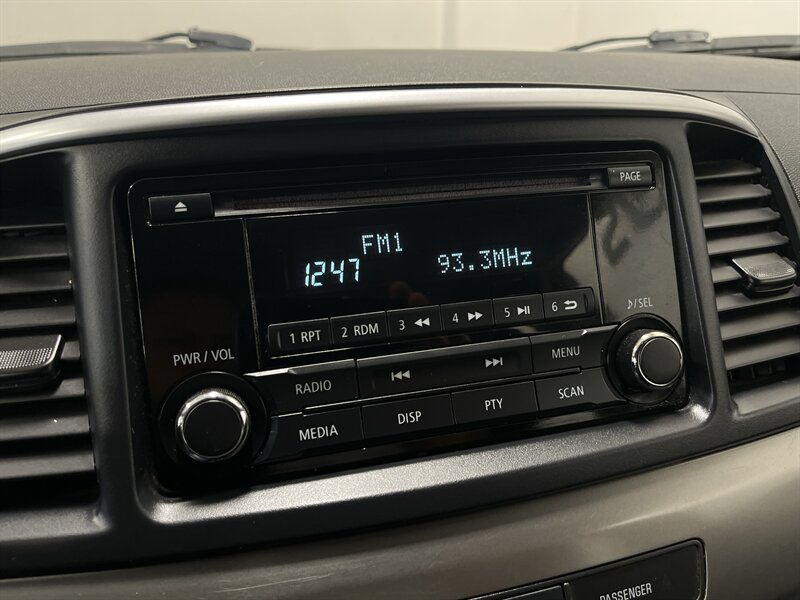 PAGE
FM1
1247 93.3MHz
1 RPT 2 RDM 3 4 5 6
♪/SEL
PWR/VOL
RADIO MENU
MEDIA DISP PTY SCAN
PASSENGER